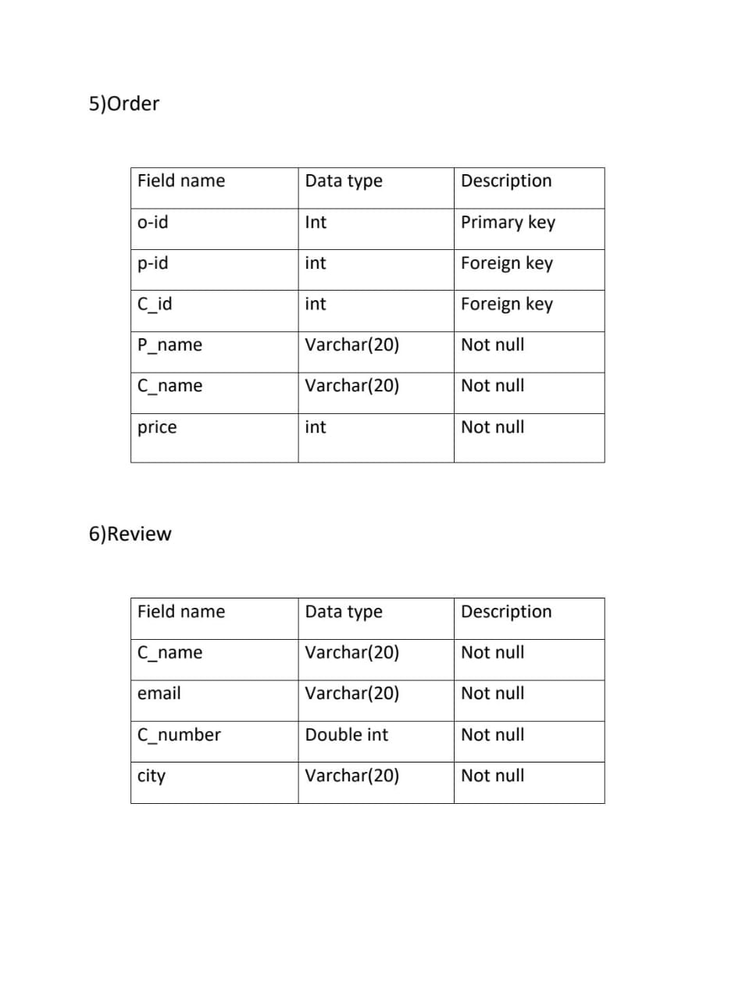 5)Order
Field name Data type Description
o-id Int Primary key
p-id int Foreign key
C_id int Foreign key
P_name Varchar(20) Not null
C_name Varchar(20) Not null
price int Not null
6)Review
Field name Data type Description
C_name Varchar(20) Not null
email Varchar(20) Not null
C_number Double int Not null
city Varchar(20) Not null